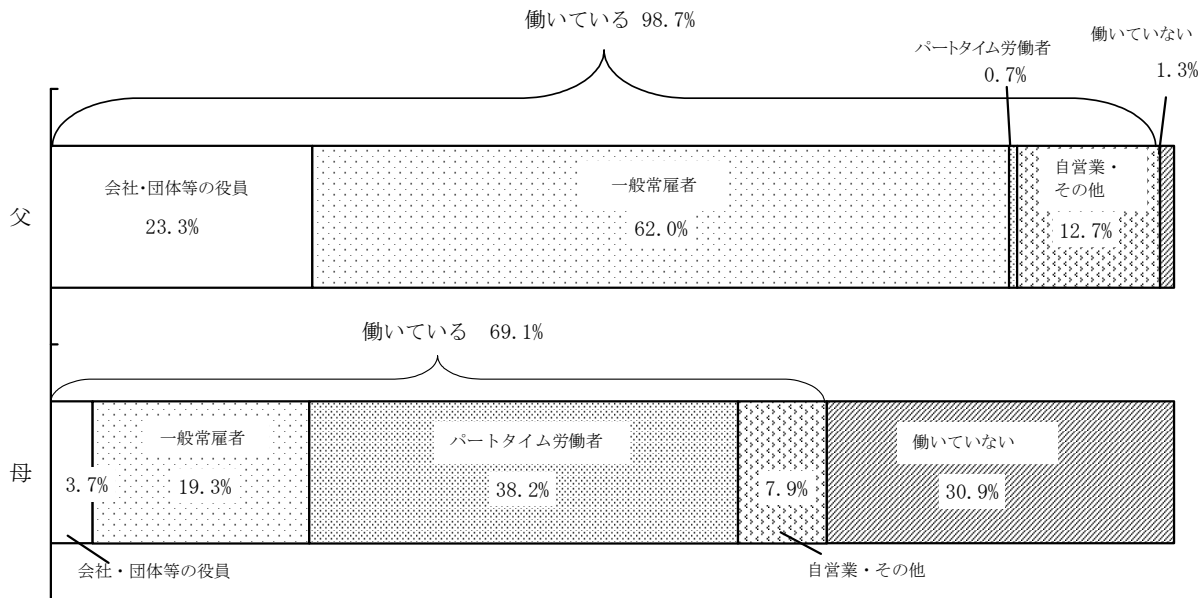 働いている 98.7%
働いていない
1.3%
パートタイム労働者
0.7%
父
会社・団体等の役員
23.3%
一般常雇者
62.0%
自営業・
その他
12.7%
働いている 69.1%
母
3.7%
一般常雇者
19.3%
パートタイム労働者
38.2%
7.9%
働いていない
30.9%
会社・団体等の役員
自営業・その他